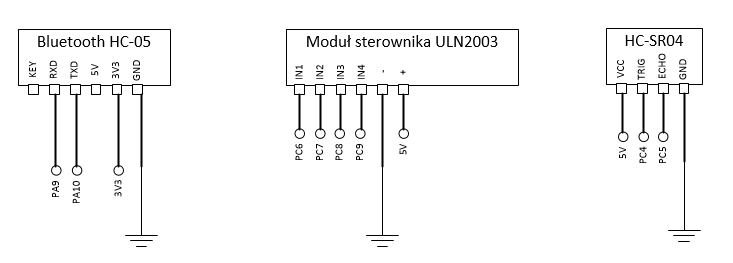 Bluetooth HC-05
KEY
RXD
TXD
5V
3V3
GND
PA9
PA10
3V3
Moduł sterownika ULN2003
IN1
IN2
IN3
IN4
-
+
PC6
PC7
PC8
PC9
5V
HC-SR04
VCC
TRIG
ECHO
GND
5V
PC4
PC5